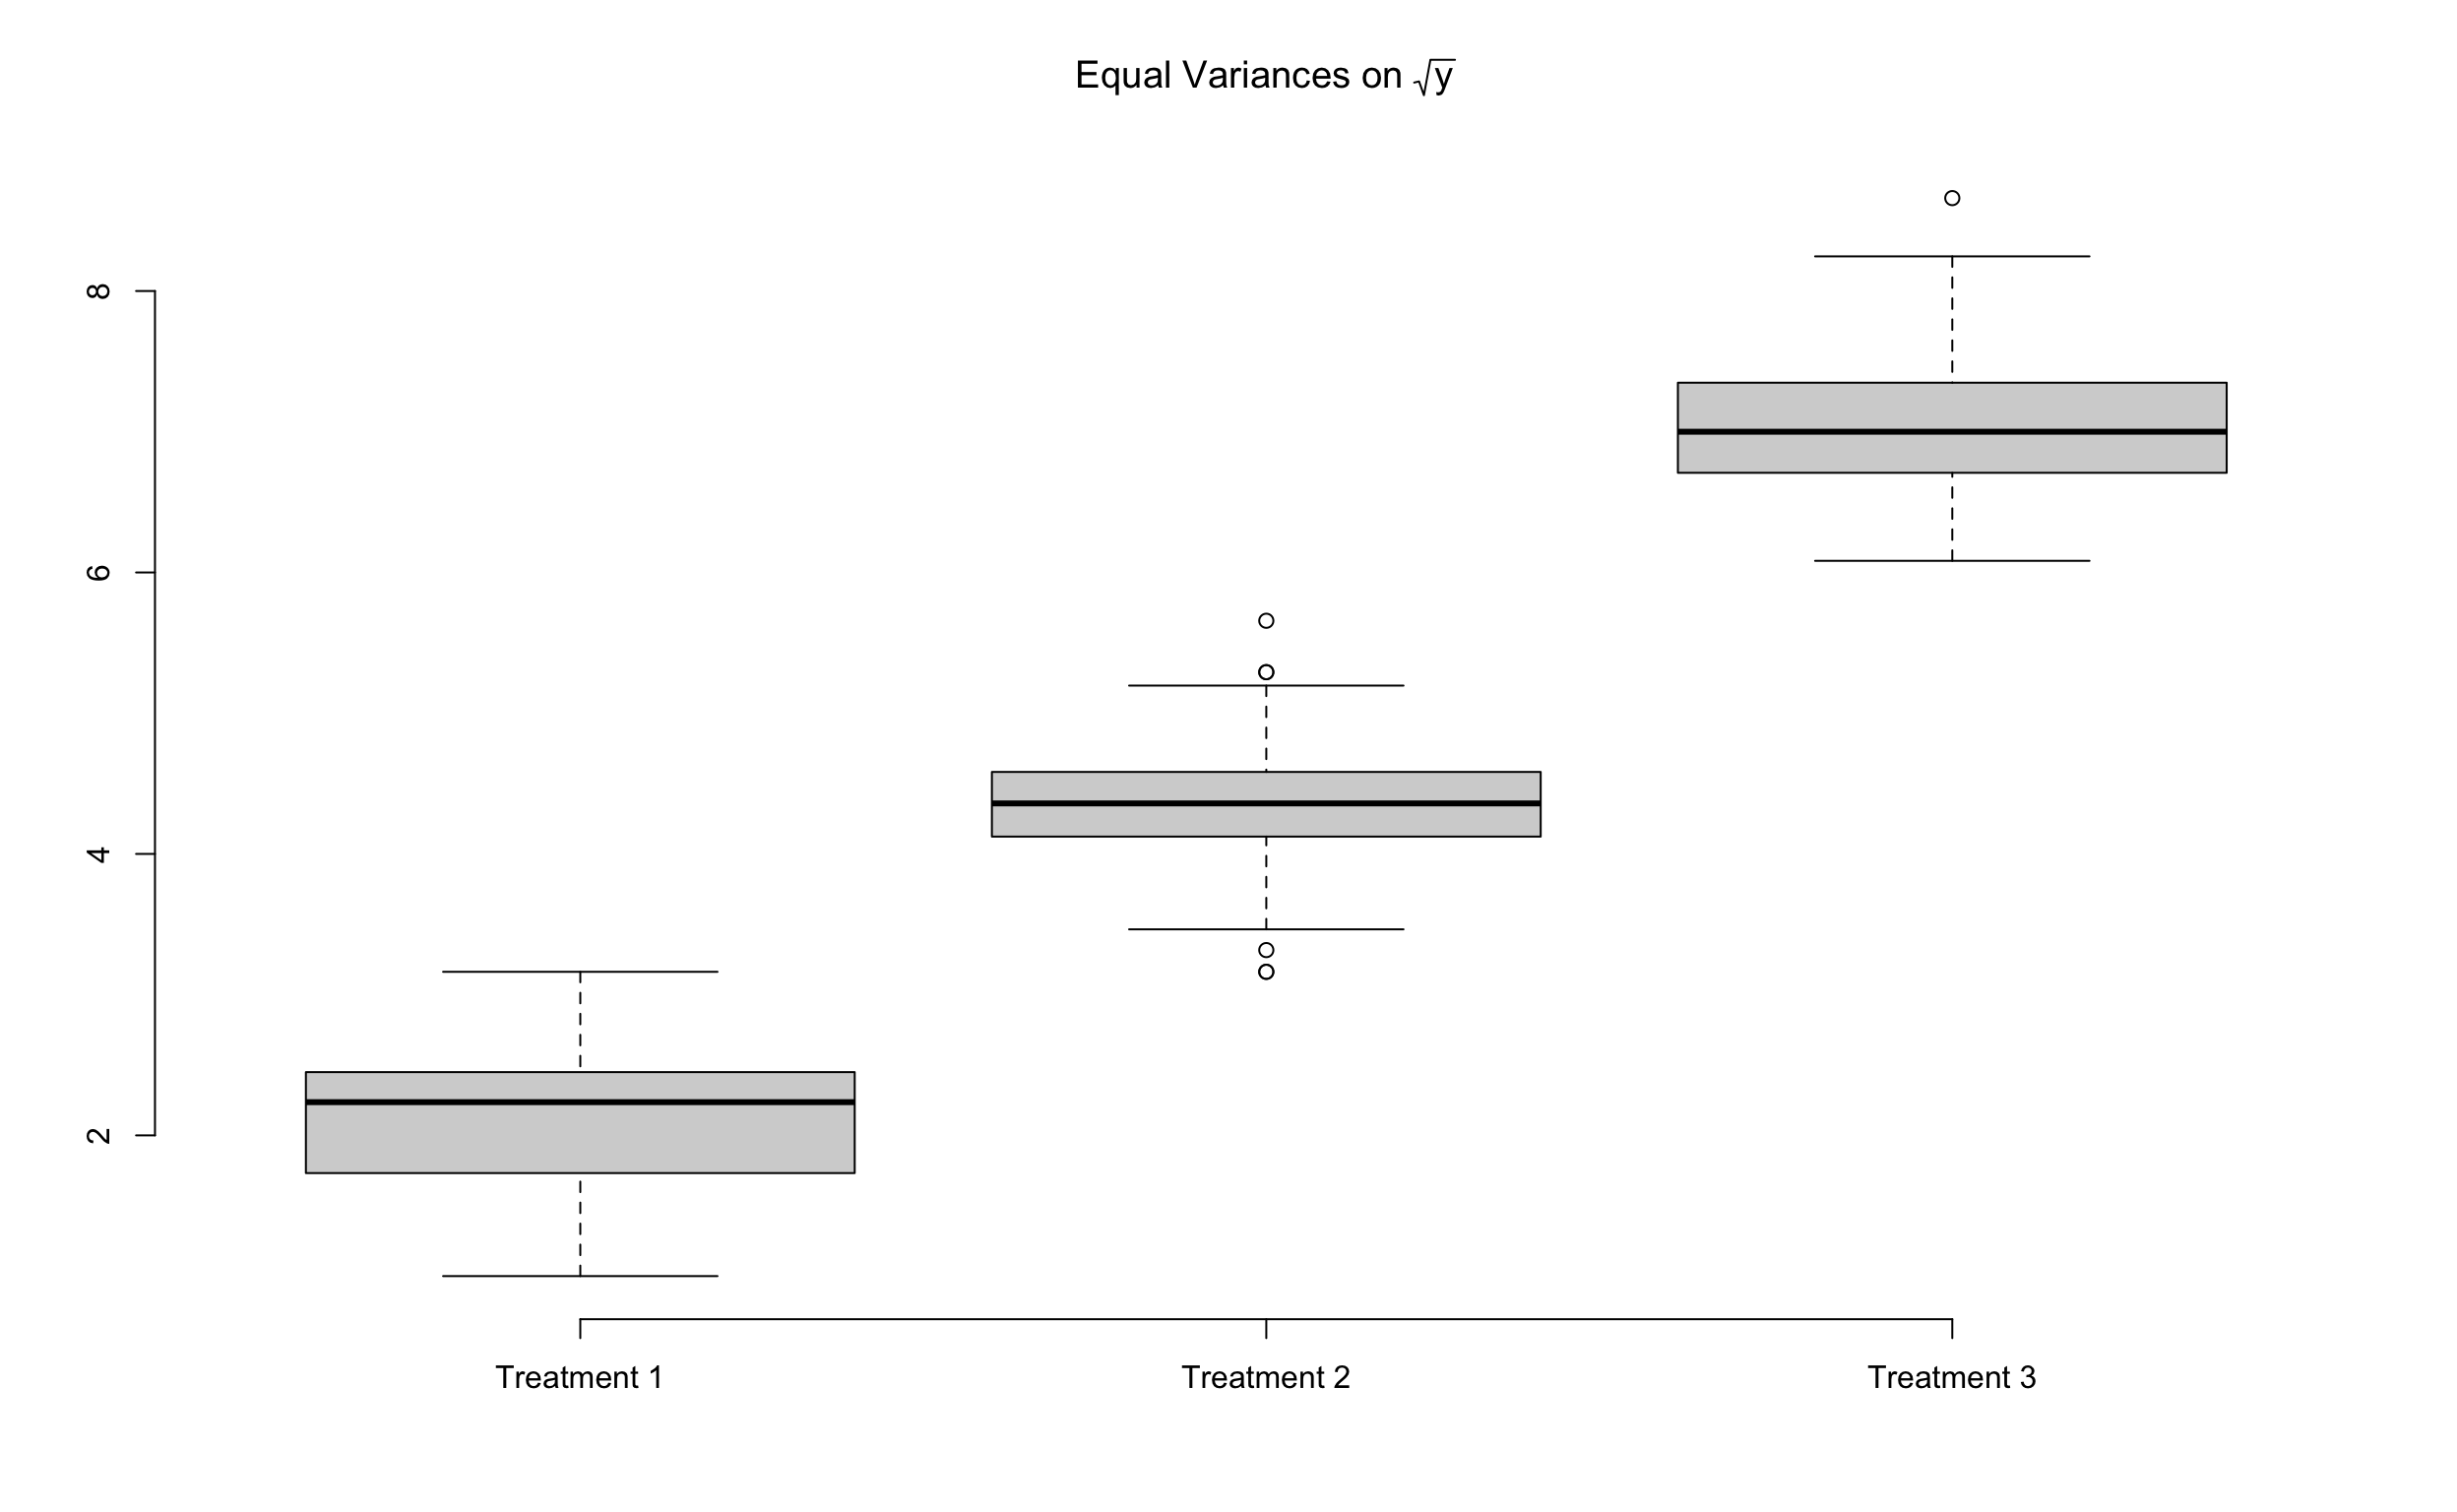 Equal Variances on √y
8
6
4
2
Treatment 1
Treatment 2
Treatment 3